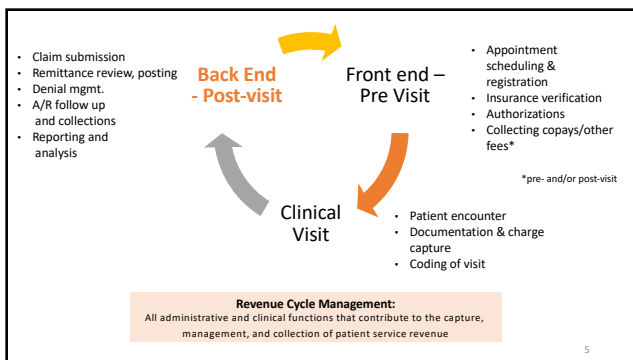 • Claim submission
• Remittance review, posting
• Denial mgmt.
• A/R follow up
and collections
• Reporting and
analysis
Back End
- Post-visit
Front end –
Pre Visit
• Appointment
scheduling &
registration
• Insurance verification
• Authorizations
• Collecting copays/other
fees*
*pre- and/or post-visit
Clinical
Visit
• Patient encounter
• Documentation & charge
capture
• Coding of visit
Revenue Cycle Management:
All administrative and clinical functions that contribute to the capture,
management, and collection of patient service revenue
5